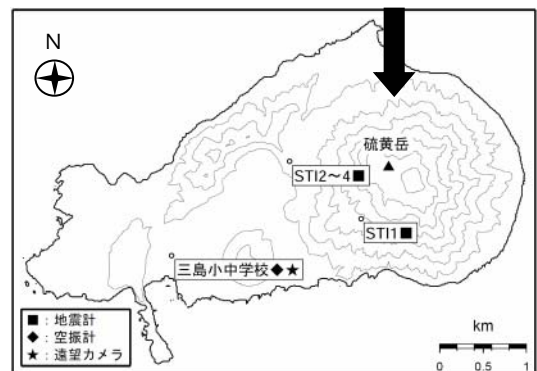 N
硫黄岳
STI2～4■
STI1■
三島小中学校◆★
■：地震計
◆：空振計
★：遠望カメラ
km
0 0.5 1